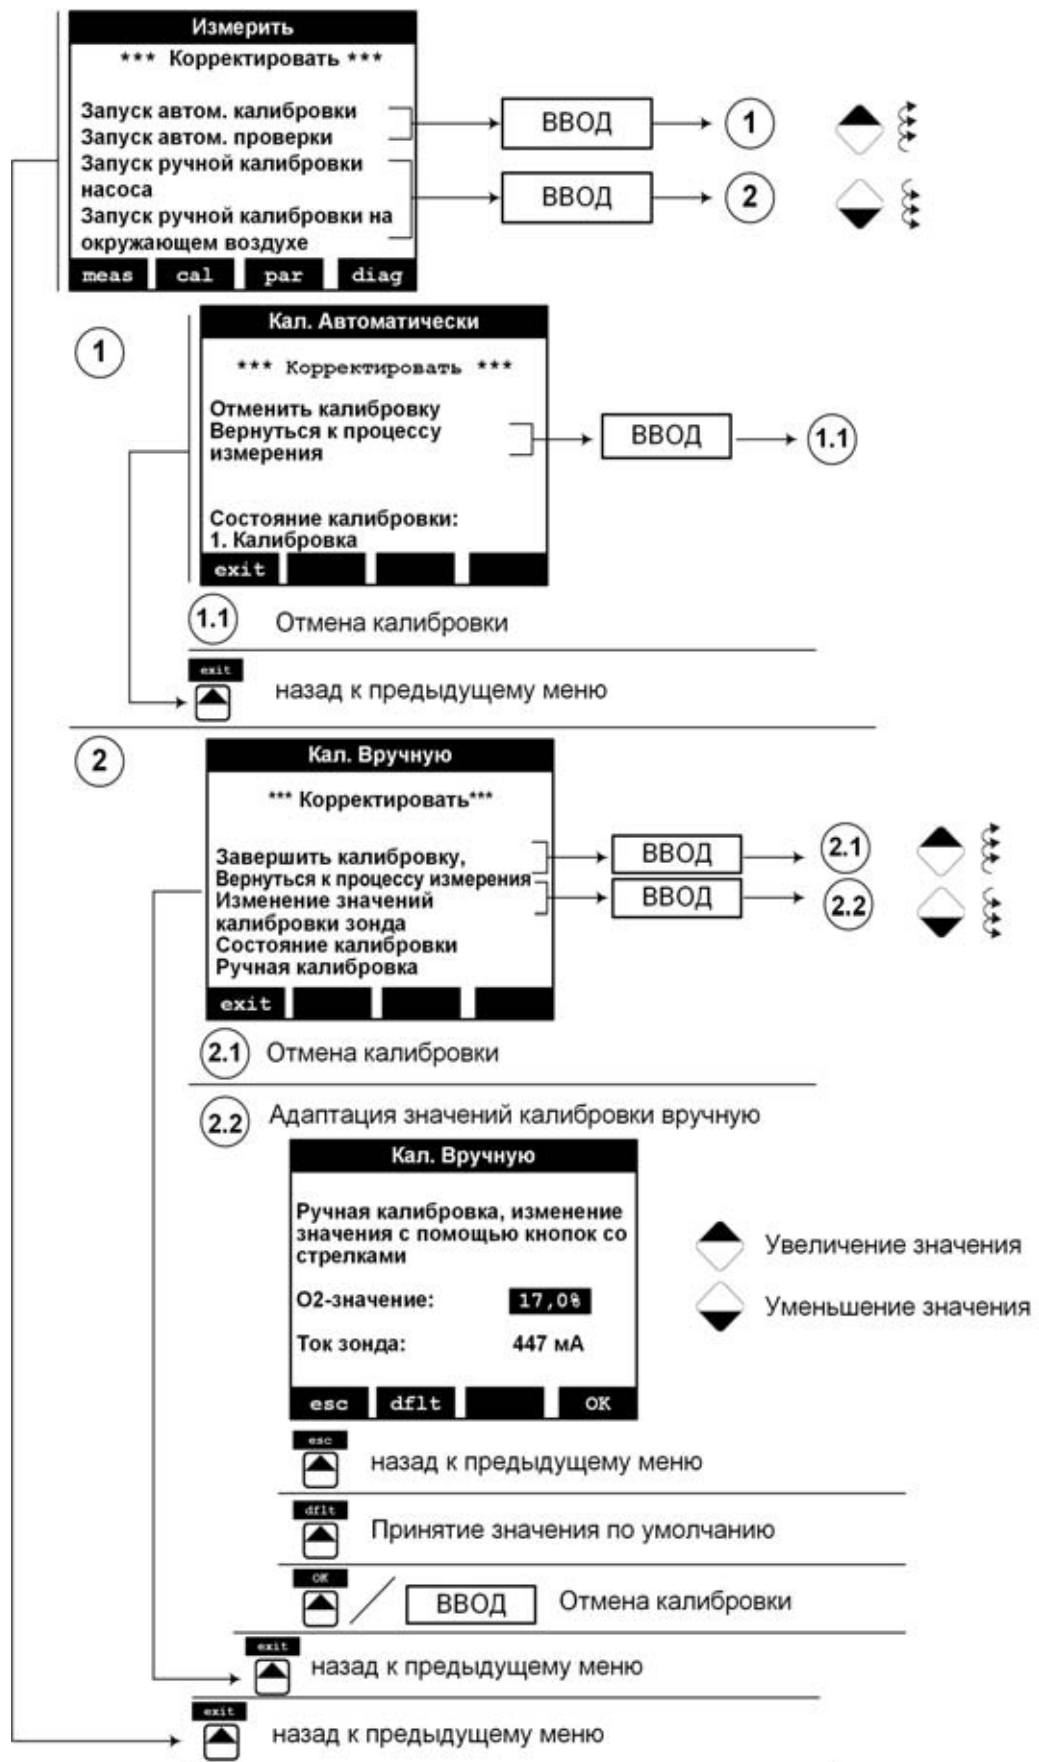 Измерить
*** Корректировать ***
Запуск автом. калибровки
Запуск автом. проверки
Запуск ручной калибровки
насоса
Запуск ручной калибровки на
окружающем воздухе
meas cal par diag
ВВОД
1
ВВОД
2
1
Кал. Автоматически
*** Корректировать ***
Отменить калибровку
Вернуться к процессу
измерения
Состояние калибровки:
1. Калибровка
exit
ВВОД
1.1
1.1 Отмена калибровки
exit
назад к предыдущему меню
2
Кал. Вручную
*** Корректировать***
Завершить калибровку,
Вернуться к процессу измерения
Изменение значений
калибровки зонда
Состояние калибровки
Ручная калибровка
exit
ВВОД
2.1
ВВОД
2.2
2.1 Отмена калибровки
2.2 Адаптация значений калибровки вручную
Кал. Вручную
Ручная калибровка, изменение
значения с помощью кнопок со
стрелками
O2-значение: 17,0%
Ток зонда: 447 мА
esc dflt OK
Увеличение значения
Уменьшение значения
esc
назад к предыдущему меню
dflt
Принятие значения по умолчанию
OK
ВВОД Отмена калибровки
exit
назад к предыдущему меню
exit
назад к предыдущему меню